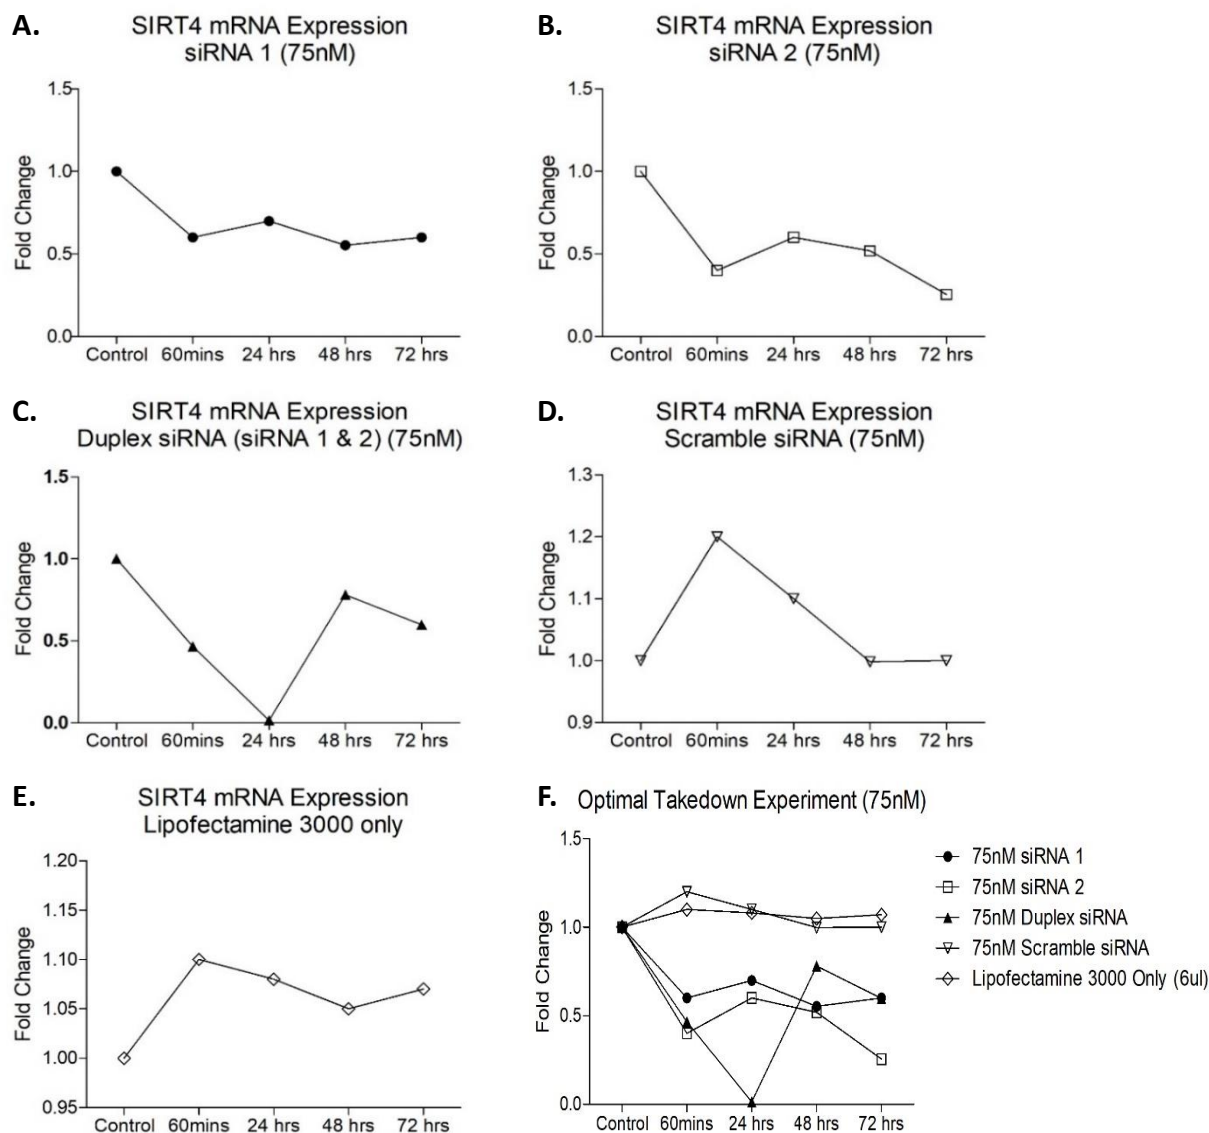 A.
SIRT4 mRNA Expression
siRNA 1 (75nM)
Fold Change
1.5
1.0
0.5
0.0
Control 60mins 24 hrs 48 hrs 72 hrs
B.
SIRT4 mRNA Expression
siRNA 2 (75nM)
Fold Change
1.5
1.0
0.5
0.0
Control 60mins 24 hrs 48 hrs 72 hrs
C.
SIRT4 mRNA Expression
Duplex siRNA (siRNA 1 & 2) (75nM)
Fold Change
1.5
1.0
0.5
0.0
Control 60mins 24 hrs 48 hrs 72 hrs
D.
SIRT4 mRNA Expression
Scramble siRNA (75nM)
Fold Change
1.3
1.2
1.1
1.0
0.9
Control 60mins 24 hrs 48 hrs 72 hrs
E.
SIRT4 mRNA Expression
Lipofectamine 3000 only
Fold Change
1.20
1.15
1.10
1.05
1.00
0.95
Control 60mins 24 hrs 48 hrs 72 hrs
F.
Optimal Takedown Experiment (75nM)
Fold Change
1.5
1.0
0.5
0.0
Control 60mins 24 hrs 48 hrs 72 hrs
75nM siRNA 1
75nM siRNA 2
75nM Duplex siRNA
75nM Scramble siRNA
Lipofectamine 3000 Only (6ul)